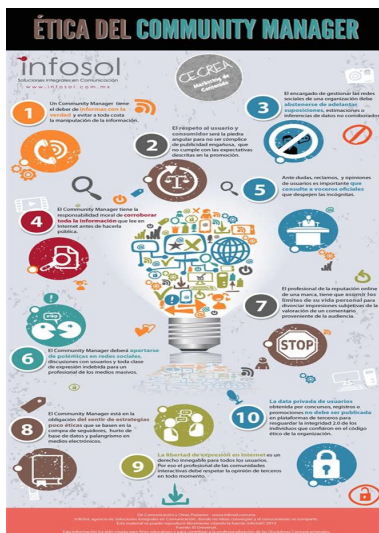 ÉTICA DEL COMMUNITY MANAGER
infosol
Soluciones Integrales en Comunicación
www.infosol.com.mx
CECREA
Marketing de
Contenido
1
Un Community Manager tiene
el deber de informar con la
verdad y evitar a toda costa
la manipulación de la información.
2
El respeto al usuario y
consumidor será la piedra
angular para no ser cómplice
de publicidad engañosa, que
no cumple con las expectativas
descritas en la promoción.
3
El encargado de gestionar las redes
sociales de una organización debe
abstenerse de adelantar
suposiciones, estimaciones o
inferencias de datos no corroborados
4
El Community Manager tiene la
responsabilidad moral de corroborar
toda la información que lee en
Internet antes de hacerla
pública.
5
Ante dudas, reclamos, y opiniones
de usuarios es importante que
consulte a voceros oficiales
que despejen las incógnitas.
6
El Community Manager deberá apartarse
de polémicas en redes sociales,
discusiones con usuarios y toda clase
de expresión indebida para un
profesional de los medios masivos.
7
El profesional de la reputación online
de una marca, tiene que asumir los
límites de su vida personal para
divorciar impresiones subjetivas de la
valoración de un comentario
proveniente de la audiencia.
STOP
8
El Community Manager está en la
obligación del sentir de estrategias
poco éticas que se basen en la
compra de seguidores, hurto de
base de datos y palangrismo en
medios electrónicos.
9
La libertad de expresión en Internet es un
derecho innegable para todos los usuarios.
Por eso el profesional de las comunidades
interactivas debe respetar la opinión de terceros
en todo momento.
10
La data privada de usuarios
obtenida por concursos, registros o
promociones no debe ser publicada
en plataformas de terceros para
resguardar la integridad 2.0 de los
individuos que confiaron en el código
ético de la organización.